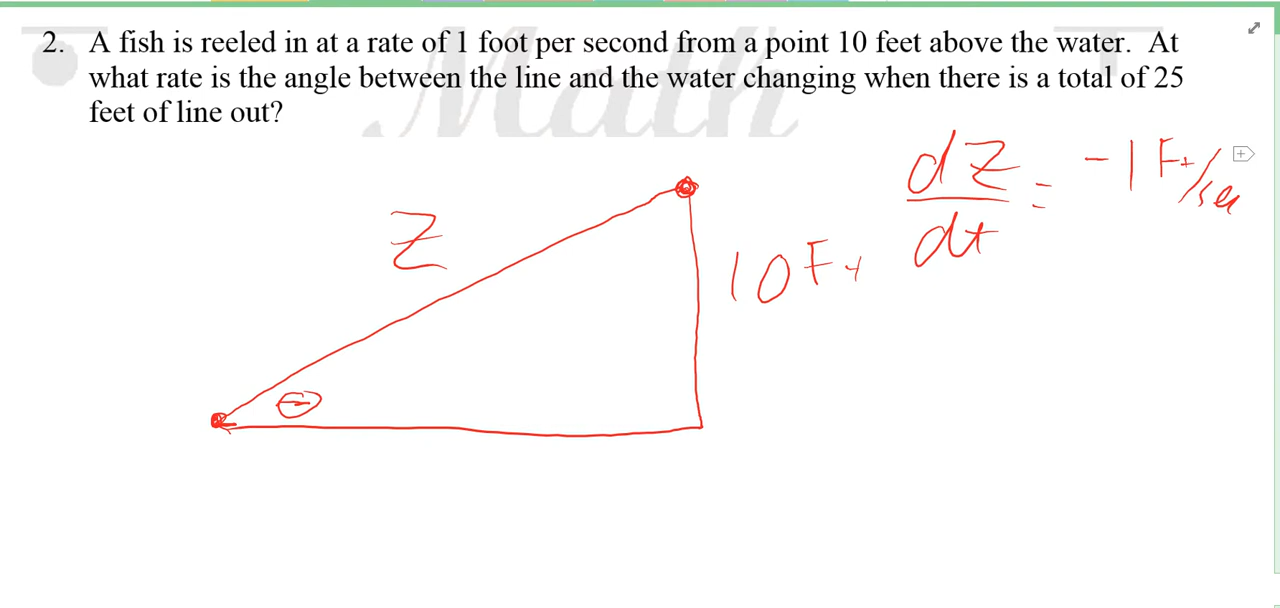 2. A fish is reeled in at a rate of 1 foot per second from a point 10 feet above the water. At
what rate is the angle between the line and the water changing when there is a total of 25
feet of line out?
Math
dz/dt = -1 Ft/sec
z
10 Ft
θ